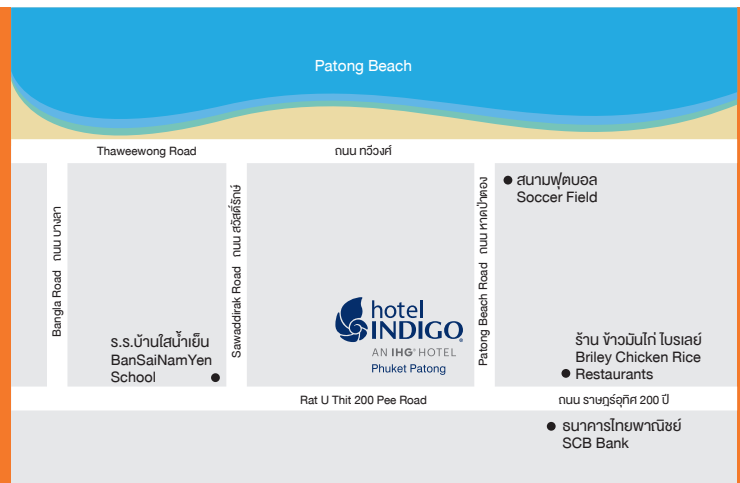 Patong Beach
Thaweewong Road ถนน ทวีวงศ์
Bangla Road ถนน บางลา
Sawaddirak Road ถนน สวัสดิ์รักษ์
Patong Beach Road ถนน หาดป่าตอง
สนามฟุตบอล
Soccer Field
ร.ร.บ้านใสน้ำเย็น
BanSaiNamYen
School
hotel
INDIGO
AN IHG® HOTEL
Phuket Patong
ร้าน ข้าวมันไก่ ไบรเลย์
Briley Chicken Rice
Restaurants
Rat U Thit 200 Pee Road ถนน ราษฎร์อุทิศ 200 ปี
ธนาคารไทยพาณิชย์
SCB Bank